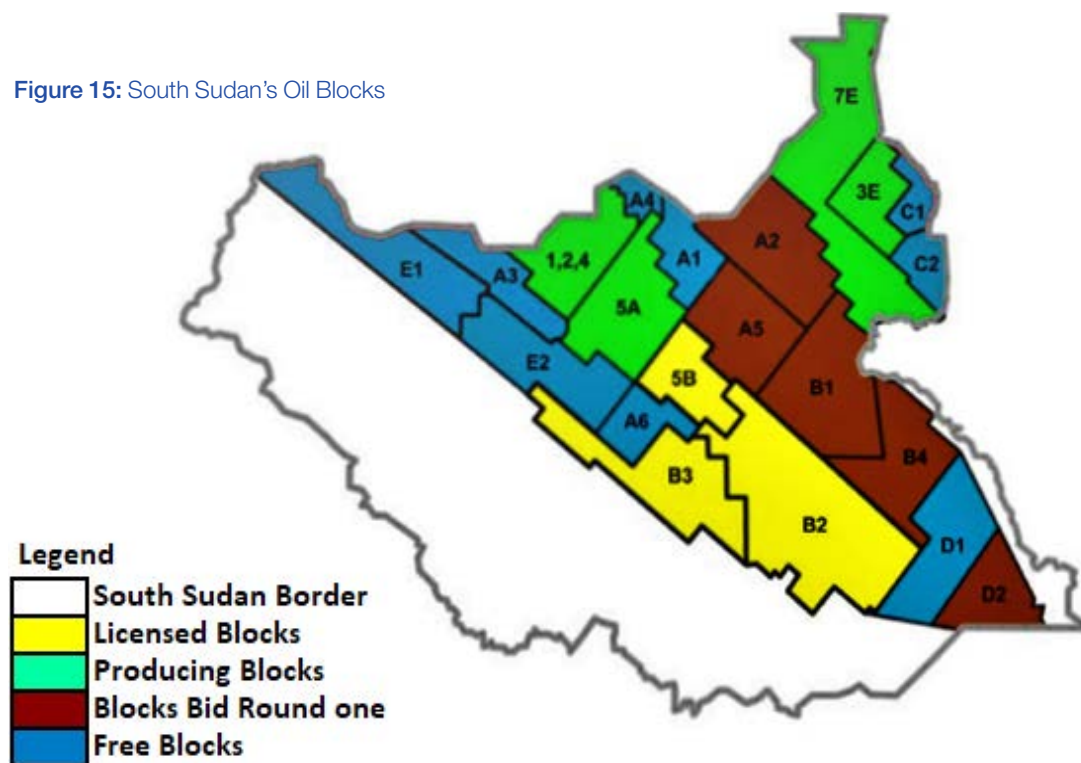 Figure 15: South Sudan's Oil Blocks
7E
3E
C1
C2
A4
A1
A2
1,2,4
A3
E1
5A
A5
E2
5B
B1
A6
B4
B3
B2
D1
D2
Legend
South Sudan Border
Licensed Blocks
Producing Blocks
Blocks Bid Round one
Free Blocks